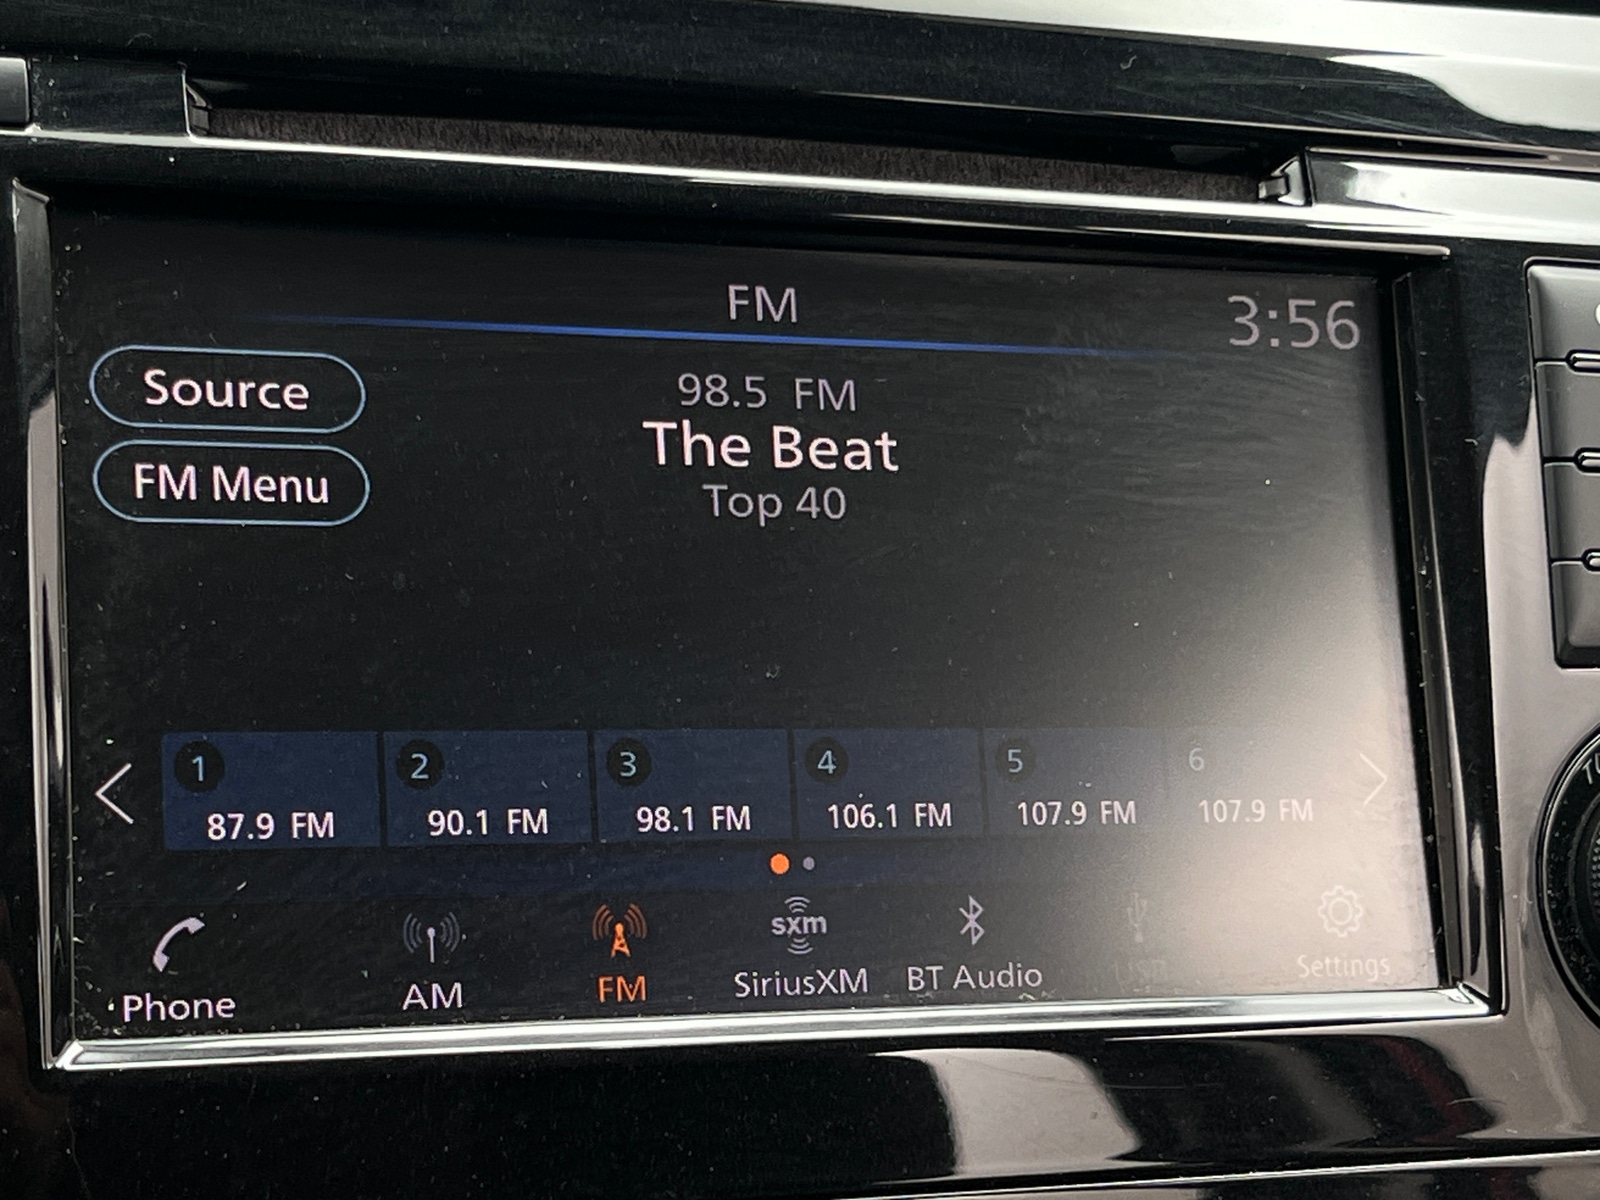 FM
3:56
Source
98.5 FM
The Beat
FM Menu
Top 40
1
2
3
4
5
6
87.9 FM
90.1 FM
98.1 FM
106.1 FM
107.9 FM
107.9 FM
sxm
Phone
AM
FM
SiriusXM
BT Audio
USB
Settings